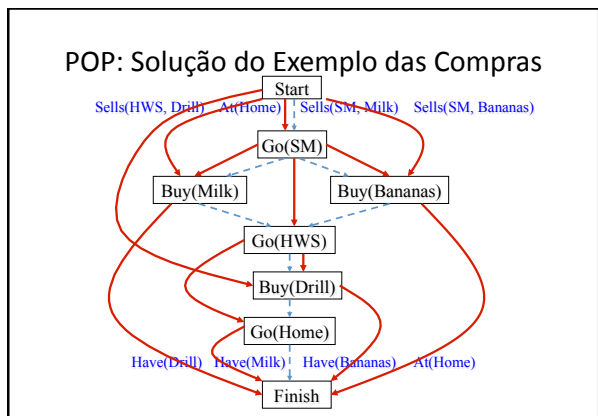 POP: Solução do Exemplo das Compras
Start
Sells(HWS, Drill) At(Home) Sells(SM, Milk) Sells(SM, Bananas)
Go(SM)
Buy(Milk) Buy(Bananas)
Go(HWS)
Buy(Drill)
Go(Home)
Have(Drill) Have(Milk) Have(Bananas) At(Home)
Finish